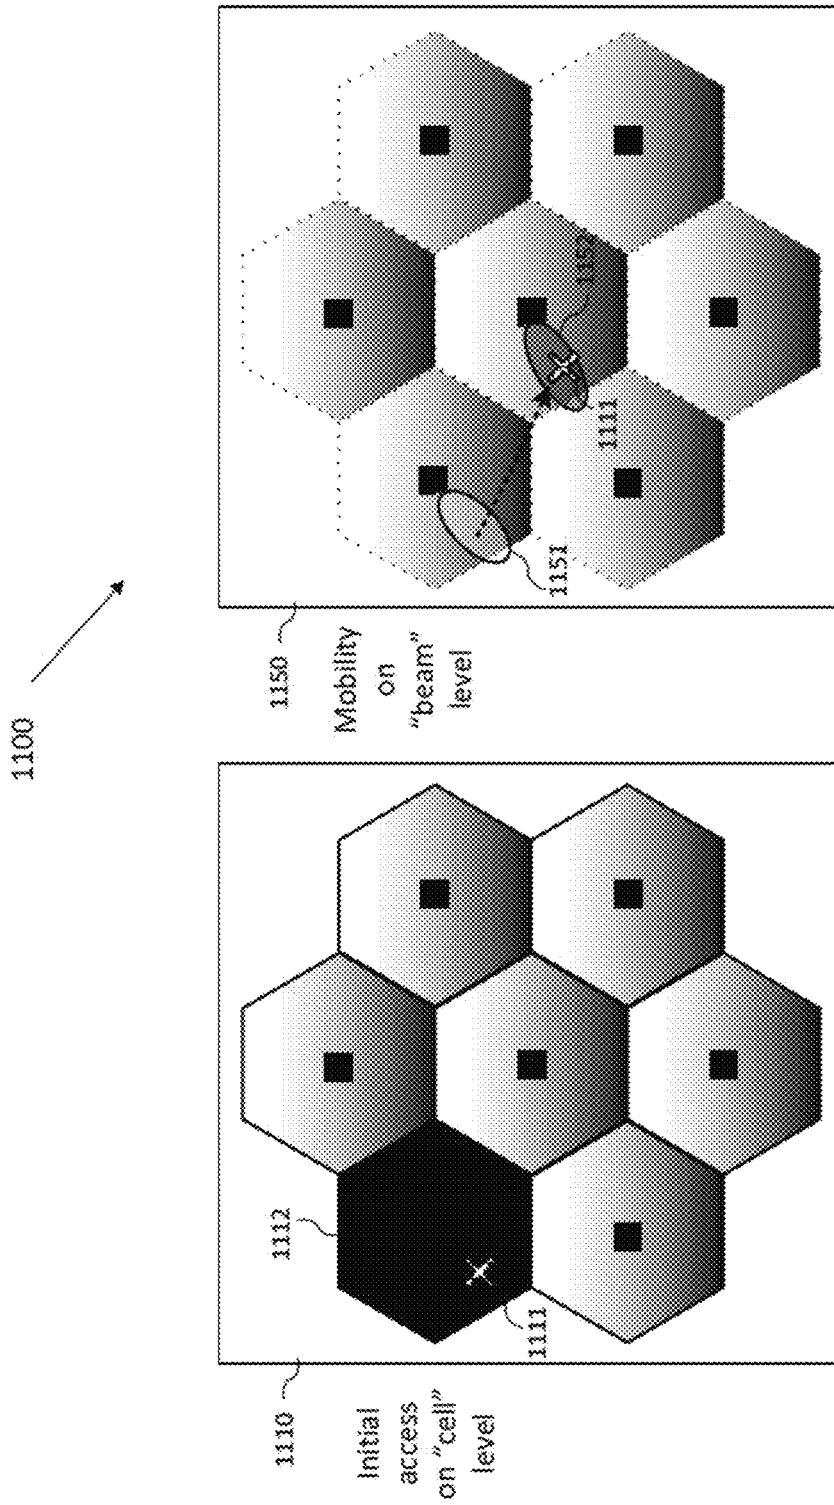 1100
1110
Initial
access
on "cell"
level
1112
1111
1150
Mobility
on
"beam"
level
1151
1111
1152